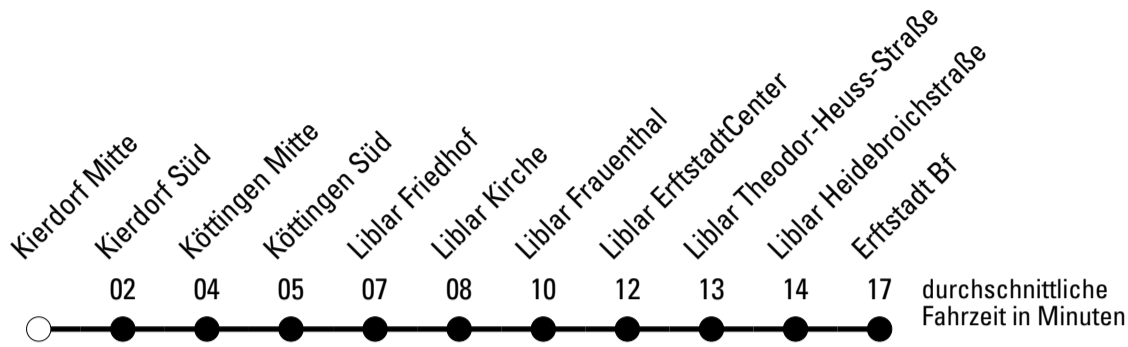 Kierdorf Mitte
Kierdorf Süd
Köttingen Mitte
Köttingen Süd
Liblar Friedhof
Liblar Kirche
Liblar Frauenthal
Liblar ErftstadtCenter
Liblar Theodor-Heuss-Straße
Liblar Heidebroichstraße
Erftstadt Bf
02 04 05 07 08 10 12 13 14 17
durchschnittliche
Fahrzeit in Minuten